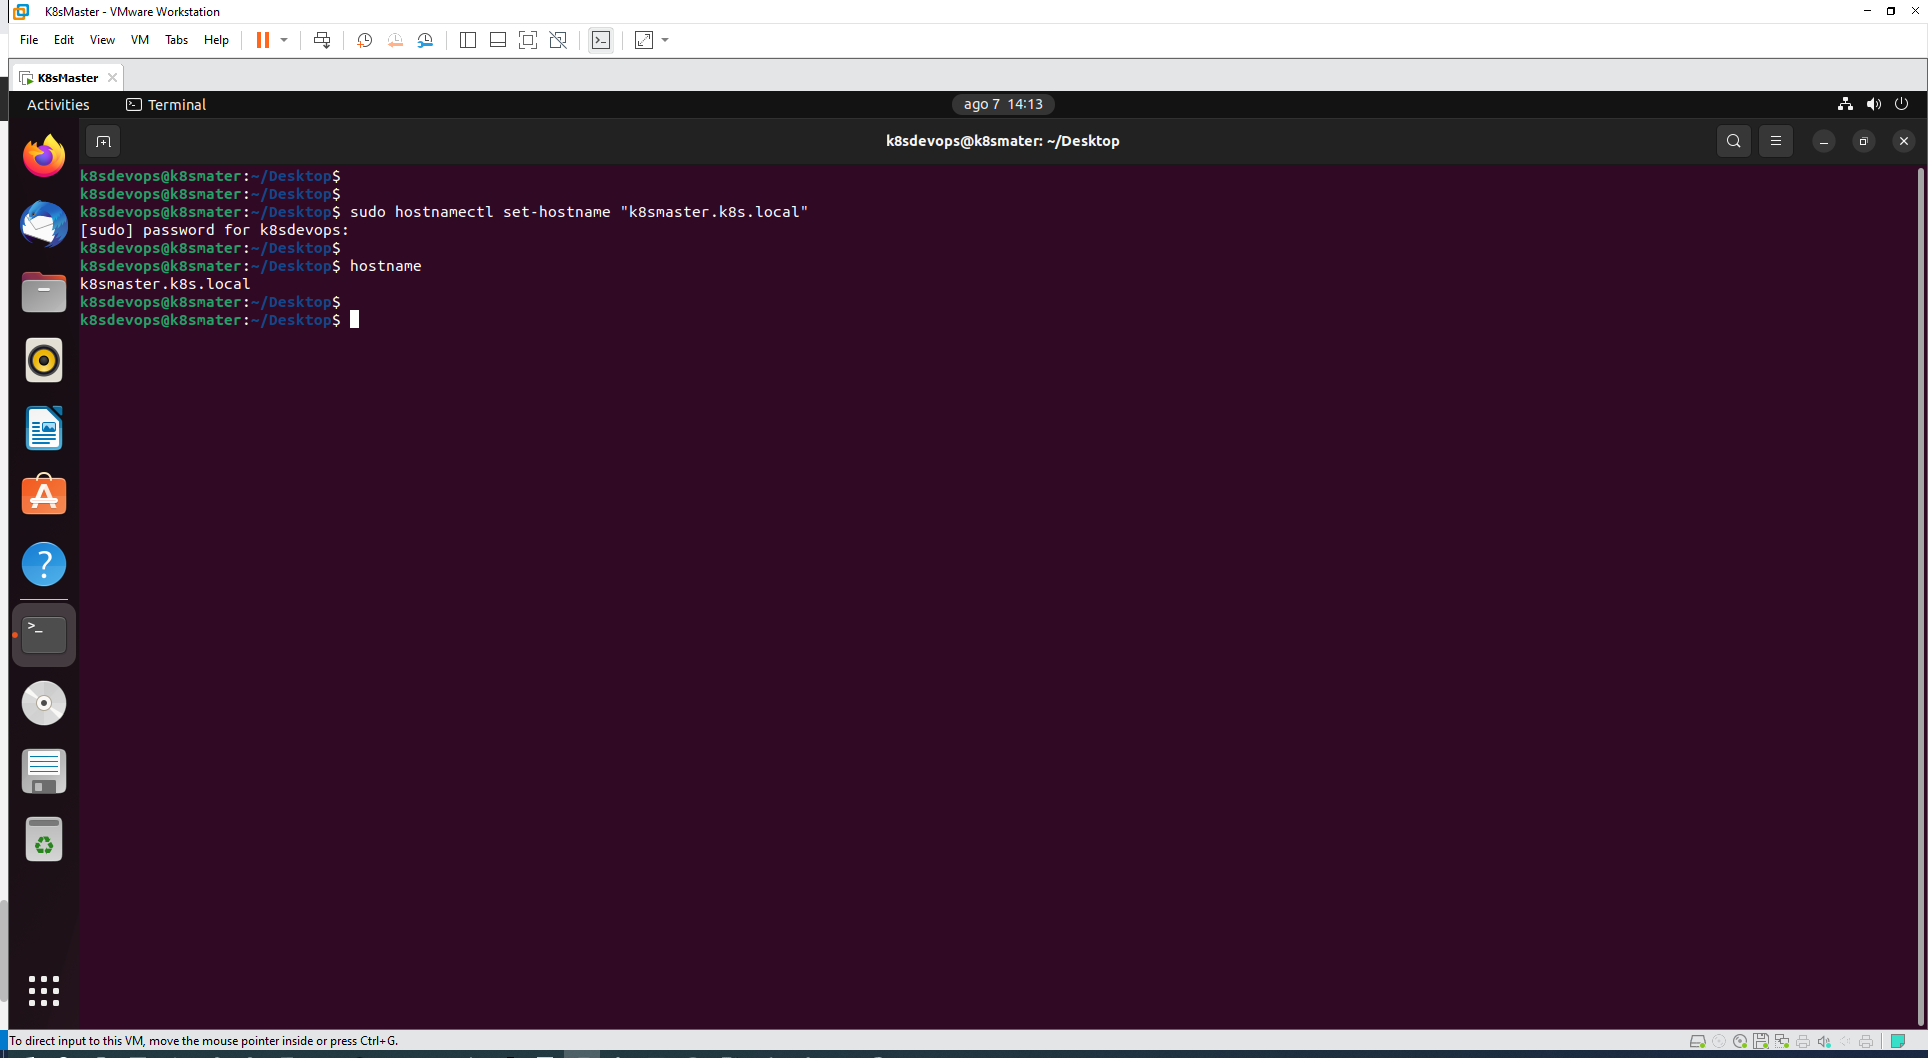 K8sMaster - VMware Workstation
File Edit View VM Tabs Help
K8sMaster
Activities Terminal ago 7 14:13
k8sdevops@k8smater: ~/Desktop
k8sdevops@k8smater:~/Desktop$
k8sdevops@k8smater:~/Desktop$
k8sdevops@k8smater:~/Desktop$ sudo hostnamectl set-hostname "k8smaster.k8s.local"
[sudo] password for k8sdevops:
k8sdevops@k8smater:~/Desktop$
k8sdevops@k8smater:~/Desktop$ hostname
k8smaster.k8s.local
k8sdevops@k8smater:~/Desktop$
k8sdevops@k8smater:~/Desktop$
To direct input to this VM, move the mouse pointer inside or press Ctrl+G.